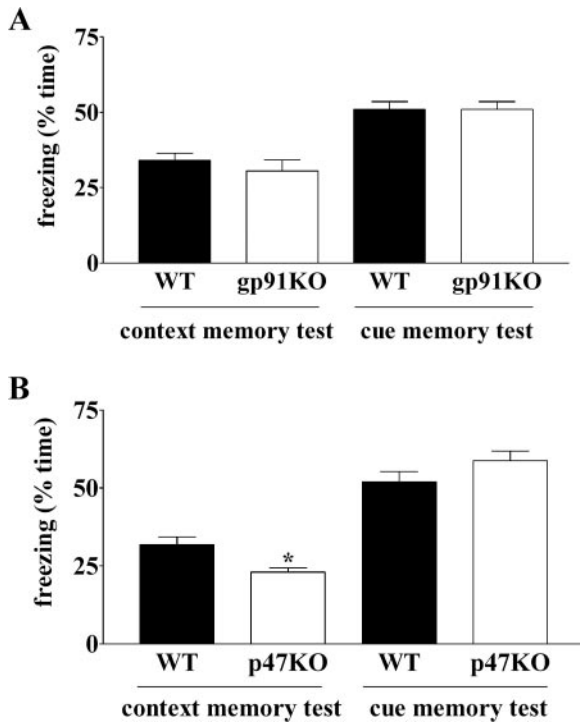 A
75
50
25
0
freezing (% time)
WT gp91KO WT gp91KO
context memory test cue memory test
B
75
50
25
0
freezing (% time)
*
WT p47KO WT p47KO
context memory test cue memory test